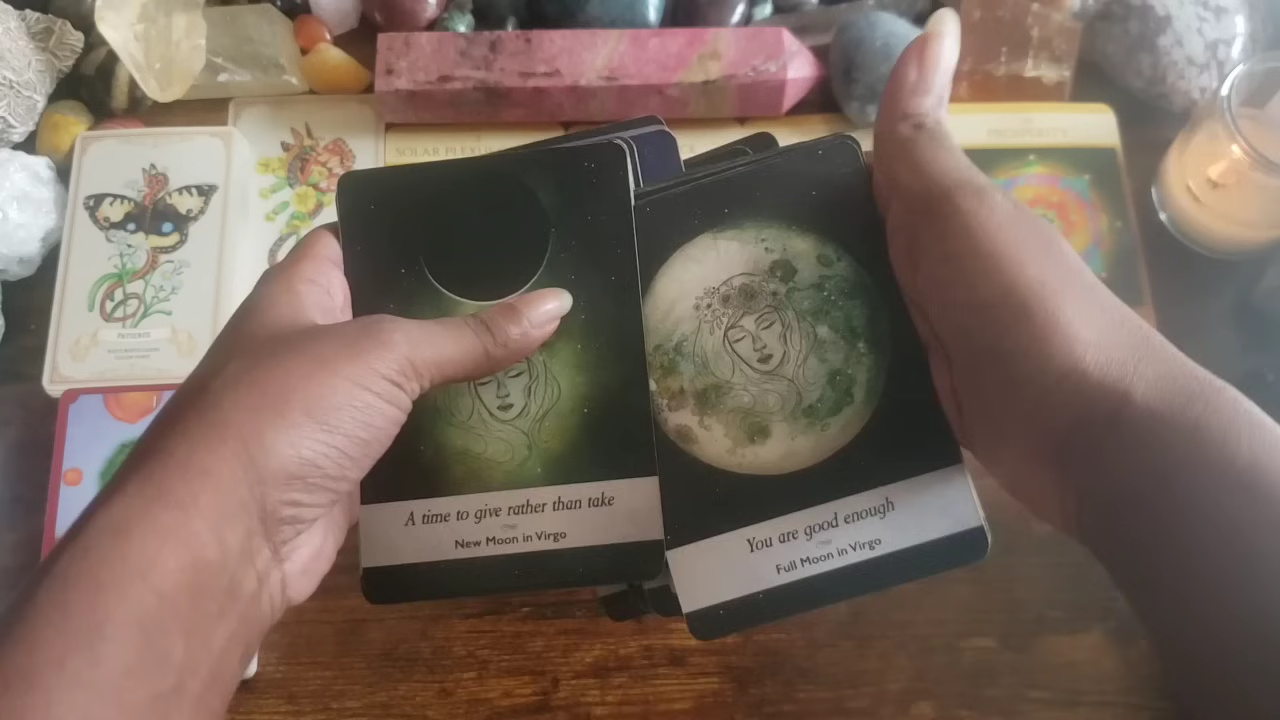 SOLAR PLEXUS
PROSPERITY
PATIENCE
A time to give rather than take
New Moon in Virgo
You are good enough
Full Moon in Virgo